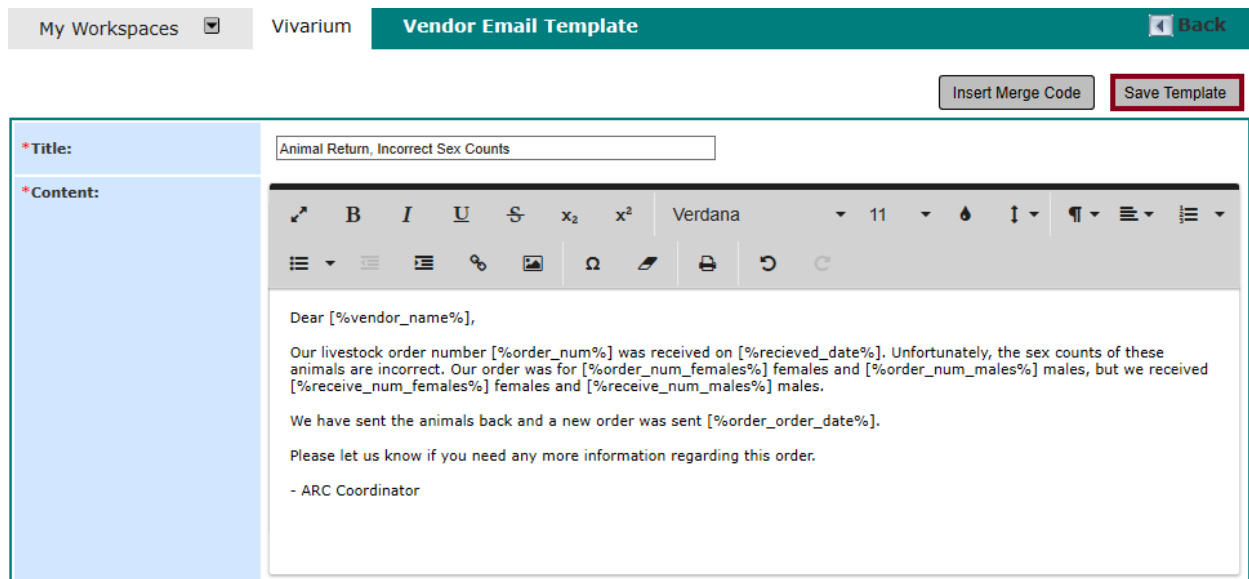 My Workspaces Vivarium Vendor Email Template Back
Insert Merge Code Save Template
*Title: Animal Return, Incorrect Sex Counts
*Content:
B I U S x₂ x² Verdana 11 ¶
Ω
Dear [%vendor_name%],
Our livestock order number [%order_num%] was received on [%recieved_date%]. Unfortunately, the sex counts of these
animals are incorrect. Our order was for [%order_num_females%] females and [%order_num_males%] males, but we received
[%receive_num_females%] females and [%receive_num_males%] males.
We have sent the animals back and a new order was sent [%order_order_date%].
Please let us know if you need any more information regarding this order.
- ARC Coordinator